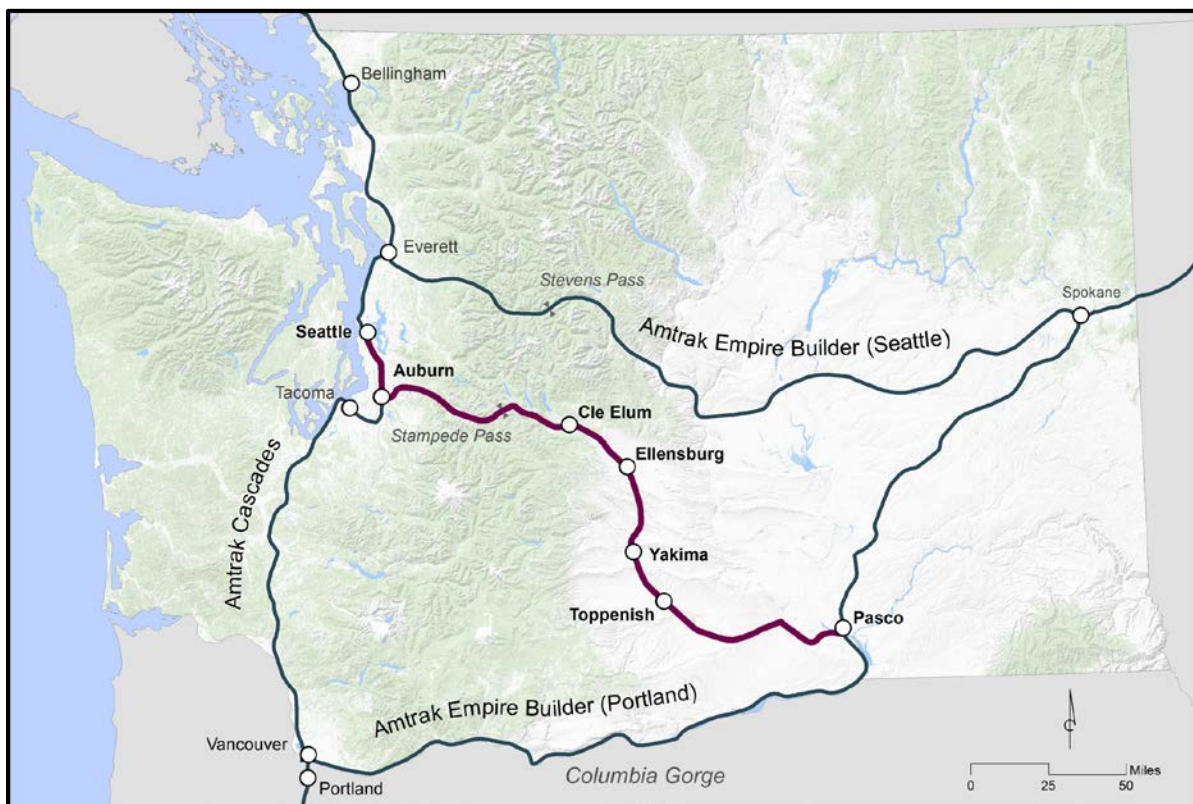 Bellingham
Everett
Stevens Pass
Spokane
Seattle
Amtrak Empire Builder (Seattle)
Auburn
Tacoma
Cle Elum
Stampede Pass
Ellensburg
Amtrak Cascades
Yakima
Toppenish
Pasco
Amtrak Empire Builder (Portland)
Vancouver
Columbia Gorge
Portland
Miles
0 25 50